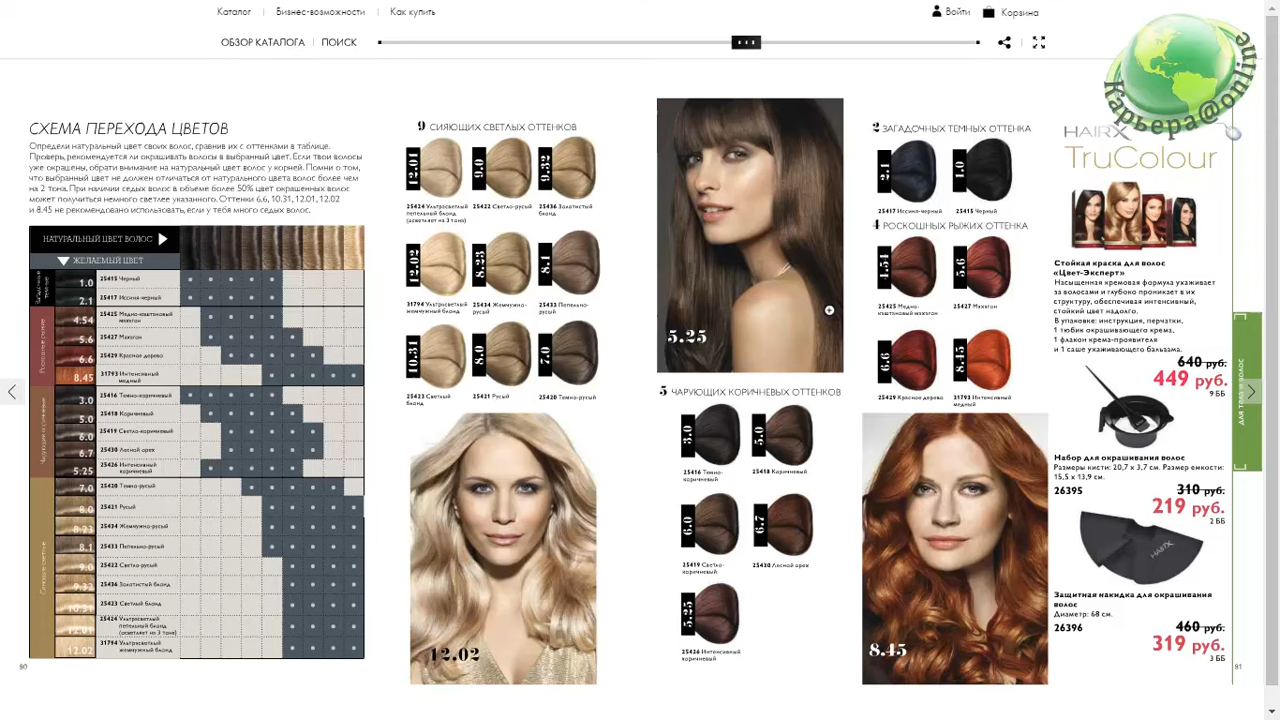 Каталог
Бизнес-возможности
Как купить
Войти
Корзина
ОБЗОР КАТАЛОГА
ПОИСК
Карьера@online
СХЕМА ПЕРЕХОДА ЦВЕТОВ
Определи натуральный цвет своих волос, сравнив их с оттенками в таблице.
Проверь, рекомендуется ли окрашивать волосы в выбранный цвет. Если твои волосы
уже окрашены, обрати внимание на натуральный цвет волос у корней. Помни о том,
что выбранный цвет не должен отличаться от натурального цвета волос более чем
на 2 тона. При наличии седых волос в объеме более 50% цвет окрашенных волос
может получиться немного светлее указанного. Оттенки 6.6, 10.31, 12.01, 12.02
и 8.45 не рекомендовано использовать, если у тебя много седых волос.
НАТУРАЛЬНЫЙ ЦВЕТ ВОЛОС
ЖЕЛАЕМЫЙ ЦВЕТ
1.0 25415 Черный
2.1 25417 Иссиня-черный
4.54 25425 Медно-каштановый
махагон
5.6 25427 Махагон
6.6 25429 Красное дерево
8.45 31793 Интенсивный
медный
3.0 25416 Темно-коричневый
5.0 25418 Коричневый
6.0 25419 Светло-коричневый
6.7 25430 Лесной орех
5.25 25426 Интенсивный
коричневый
7.0 25420 Темно-русый
8.0 25421 Русый
8.23 25434 Жемчужно-русый
8.1 25433 Пепельно-русый
9.0 25422 Светло-русый
9.32 25436 Золотистый блонд
10.31 25423 Светлый блонд
12.01 25424 Ультрасветлый
пепельный блонд
(осветляет на 3 тона)
12.02 31794 Ультрасветлый
жемчужный блонд
90
9 СИЯЮЩИХ СВЕТЛЫХ ОТТЕНКОВ
12.01
9.0
9.32
25424 Ультрасветлый
пепельный блонд
(осветляет на 3 тона)
25422 Светло-русый
25436 Золотистый
блонд
12.02
8.23
8.1
31794 Ультрасветлый
жемчужный блонд
25434 Жемчужно-
русый
25433 Пепельно-
русый
10.31
8.0
7.0
25423 Светлый
блонд
25421 Русый
25420 Темно-русый
12.02
5.25
5 ЧАРУЮЩИХ КОРИЧНЕВЫХ ОТТЕНКОВ
3.0
5.0
25416 Темно-
коричневый
25418 Коричневый
6.0
6.7
25419 Светло-
коричневый
25430 Лесной орех
5.25
25426 Интенсивный
коричневый
2 ЗАГАДОЧНЫХ ТЕМНЫХ ОТТЕНКА
2.1
1.0
25417 Иссиня-черный
25415 Черный
4 РОСКОШНЫХ РЫЖИХ ОТТЕНКА
4.54
5.6
25425 Медно-
каштановый махагон
25427 Махагон
6.6
8.45
25429 Красное дерево
31793 Интенсивный
медный
8.45
HAIRX
TruColour
Стойкая краска для волос
«Цвет-Эксперт»
Насыщенная кремовая формула ухаживает
за волосами и глубоко проникает в их
структуру, обеспечивая интенсивный,
стойкий цвет надолго.
В упаковке: инструкция, перчатки,
1 тюбик окрашивающего крема,
1 флакон крема-проявителя
и 1 саше ухаживающего бальзама.
640 руб.
449 руб.
9 ББ
Набор для окрашивания волос
Размеры кисти: 20,7 х 3,7 см. Размер емкости:
15,5 х 13,9 см.
310 руб.
26395
219 руб.
2 ББ
HAIRX
Защитная накидка для окрашивания
волос
Диаметр: 68 см.
26396
460 руб.
319 руб.
3 ББ
91
ДЛЯ ТЕЛА И ВОЛОС